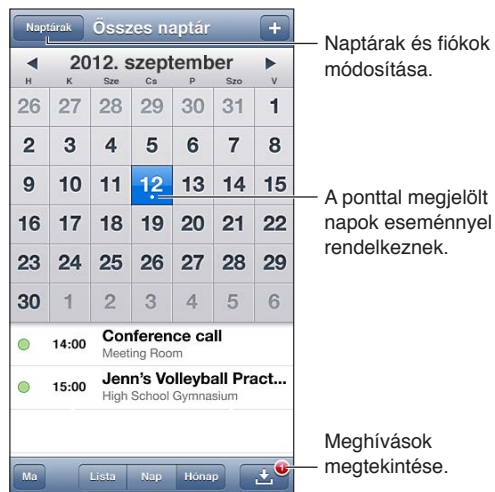 Naptárak Összes naptár +
2012. szeptember
H K Sze Cs P Szo V
26 27 28 29 30 31 1
2 3 4 5 6 7 8
9 10 11 12 13 14 15
16 17 18 19 20 21 22
23 24 25 26 27 28 29
30 1 2 3 4 5 6
14:00 Conference call
Meeting Room
15:00 Jenn's Volleyball Pract...
High School Gymnasium
Ma Lista Nap Hónap 1
Naptárak és fiókok
módosítása.
A ponttal megjelölt
napok eseménnyel
rendelkeznek.
Meghívások
megtekintése.